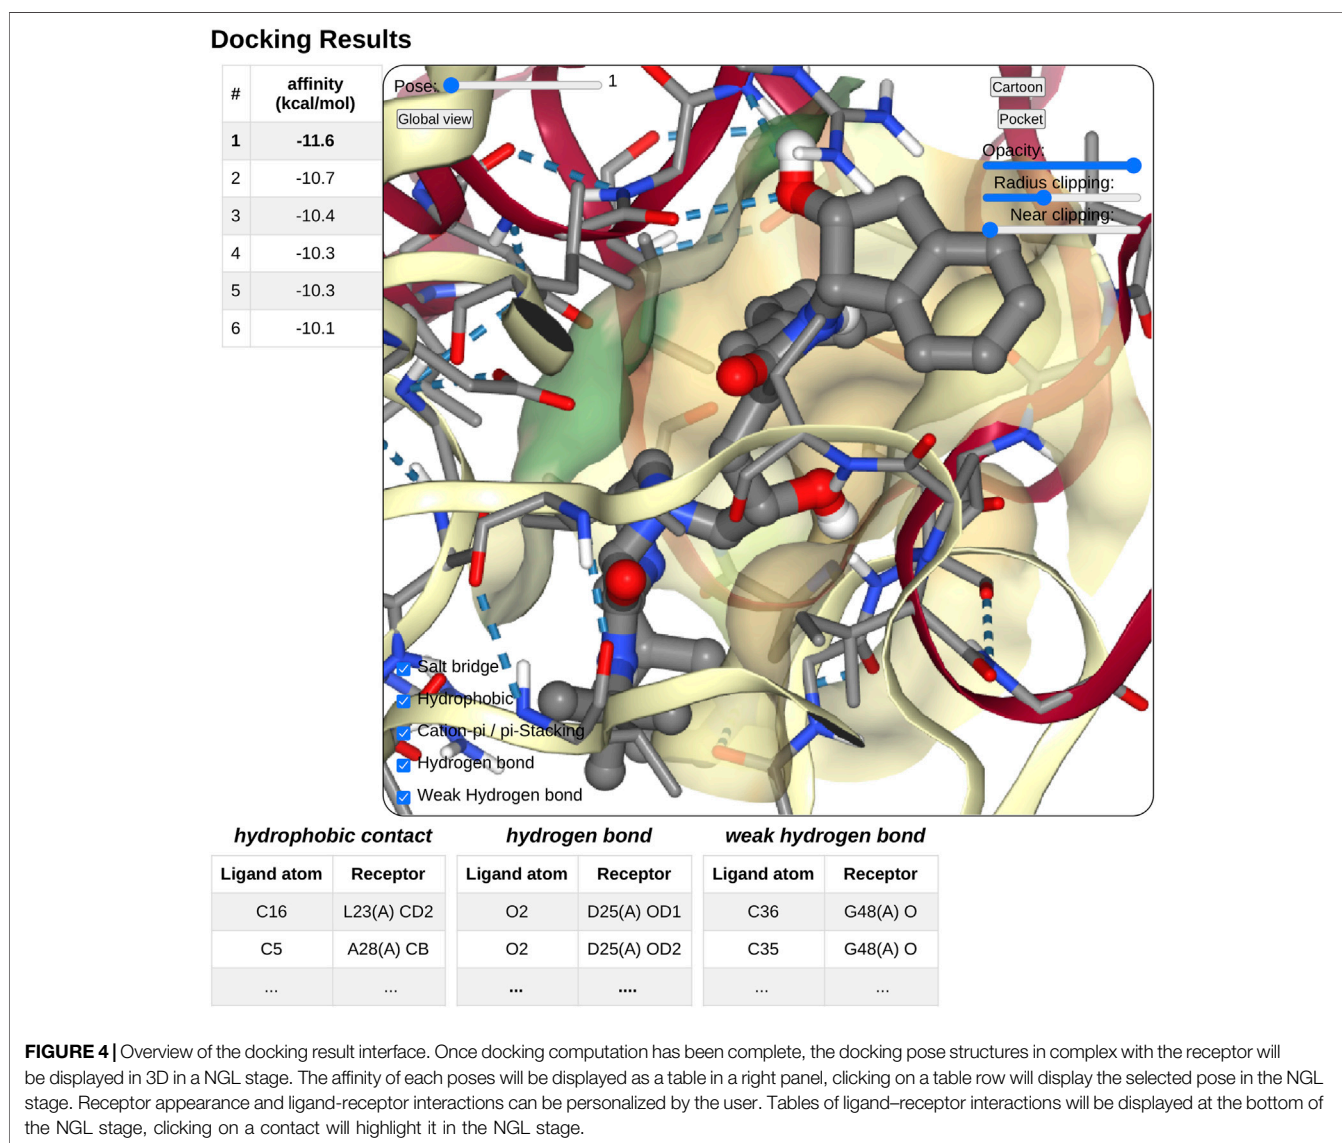 Docking Results
# affinity (kcal/mol)
1 -11.6
2 -10.7
3 -10.4
4 -10.3
5 -10.3
6 -10.1
Pose: 1
Global view
Cartoon
Pocket
Opacity:
Radius clipping:
Near clipping:
Salt bridge
Hydrophobic
Cation-pi / pi-Stacking
Hydrogen bond
Weak Hydrogen bond
hydrophobic contact
Ligand atom Receptor
C16 L23(A) CD2
C5 A28(A) CB
... ...
hydrogen bond
Ligand atom Receptor
O2 D25(A) OD1
O2 D25(A) OD2
... ....
weak hydrogen bond
Ligand atom Receptor
C36 G48(A) O
C35 G48(A) O
... ...
FIGURE 4 | Overview of the docking result interface. Once docking computation has been complete, the docking pose structures in complex with the receptor will
be displayed in 3D in a NGL stage. The affinity of each poses will be displayed as a table in a right panel, clicking on a table row will display the selected pose in the NGL
stage. Receptor appearance and ligand-receptor interactions can be personalized by the user. Tables of ligand–receptor interactions will be displayed at the bottom of
the NGL stage, clicking on a contact will highlight it in the NGL stage.